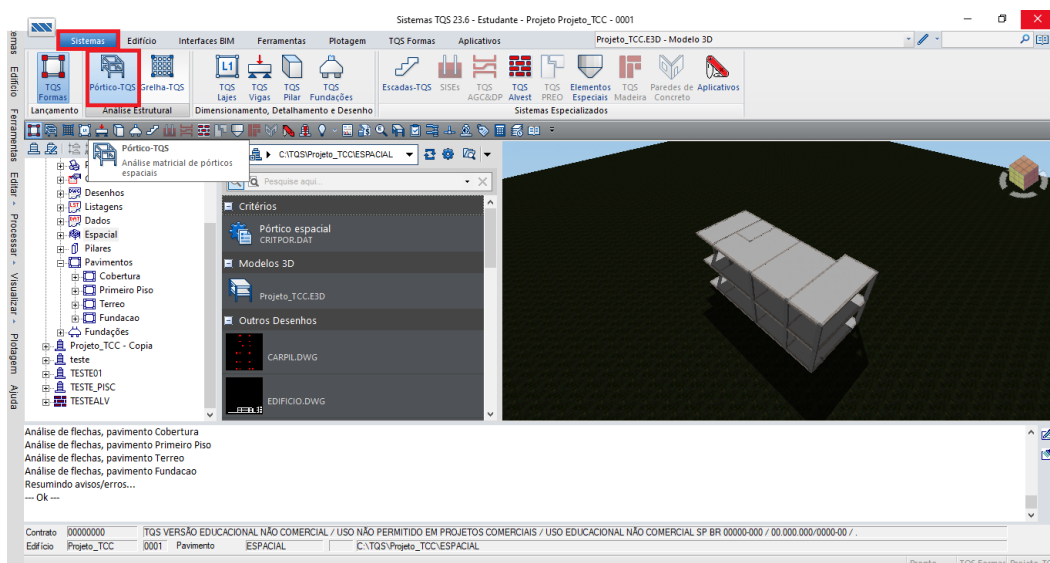 Sistemas TQS 23.6 - Estudante - Projeto Projeto_TCC - 0001
Sistemas Edifício Interfaces BIM Ferramentas Plotagem TQS Formas Aplicativos
Projeto_TCC.E3D - Modelo 3D
TQS Formas
Pórtico-TQS
Grelha-TQS
TQS Lajes
TQS Vigas
TQS Pilar
TQS Fundações
Escadas-TQS
SISEs
TQS AGC&DP
TQS Alvest
TQS PREO
Elementos Especiais
TQS Madeira
Paredes de Concreto
Aplicativos
Lançamento
Análise Estrutural
Dimensionamento, Detalhamento e Desenho
Sistemas Especializados
Edifício
Ferramentas
Editar
Processar
Visualizar
Plotagem
Ajuda
Pórtico-TQS
Análise matricial de pórticos
espaciais
C:\TQS\Projeto_TCC\ESPACIAL
Pesquise aqui...
Desenhos
Listagens
Dados
Espacial
Pilares
Pavimentos
Cobertura
Primeiro Piso
Terreo
Fundacao
Fundações
Projeto_TCC - Copia
teste
TESTE01
TESTE_PISC
TESTEALV
Critérios
Pórtico espacial
CRITPOR.DAT
Modelos 3D
Projeto_TCC.E3D
Outros Desenhos
CARPIL.DWG
EDIFICIO.DWG
Análise de flechas, pavimento Cobertura
Análise de flechas, pavimento Primeiro Piso
Análise de flechas, pavimento Terreo
Análise de flechas, pavimento Fundacao
Resumindo avisos/erros...
--- Ok ---
Contrato 00000000 TQS VERSÃO EDUCACIONAL NÃO COMERCIAL / USO NÃO PERMITIDO EM PROJETOS COMERCIAIS / USO EDUCACIONAL NÃO COMERCIAL SP BR 00000-000 / 00.000.000/0000-00 / .
Edifício Projeto_TCC 0001 Pavimento ESPACIAL C:\TQS\Projeto_TCC\ESPACIAL